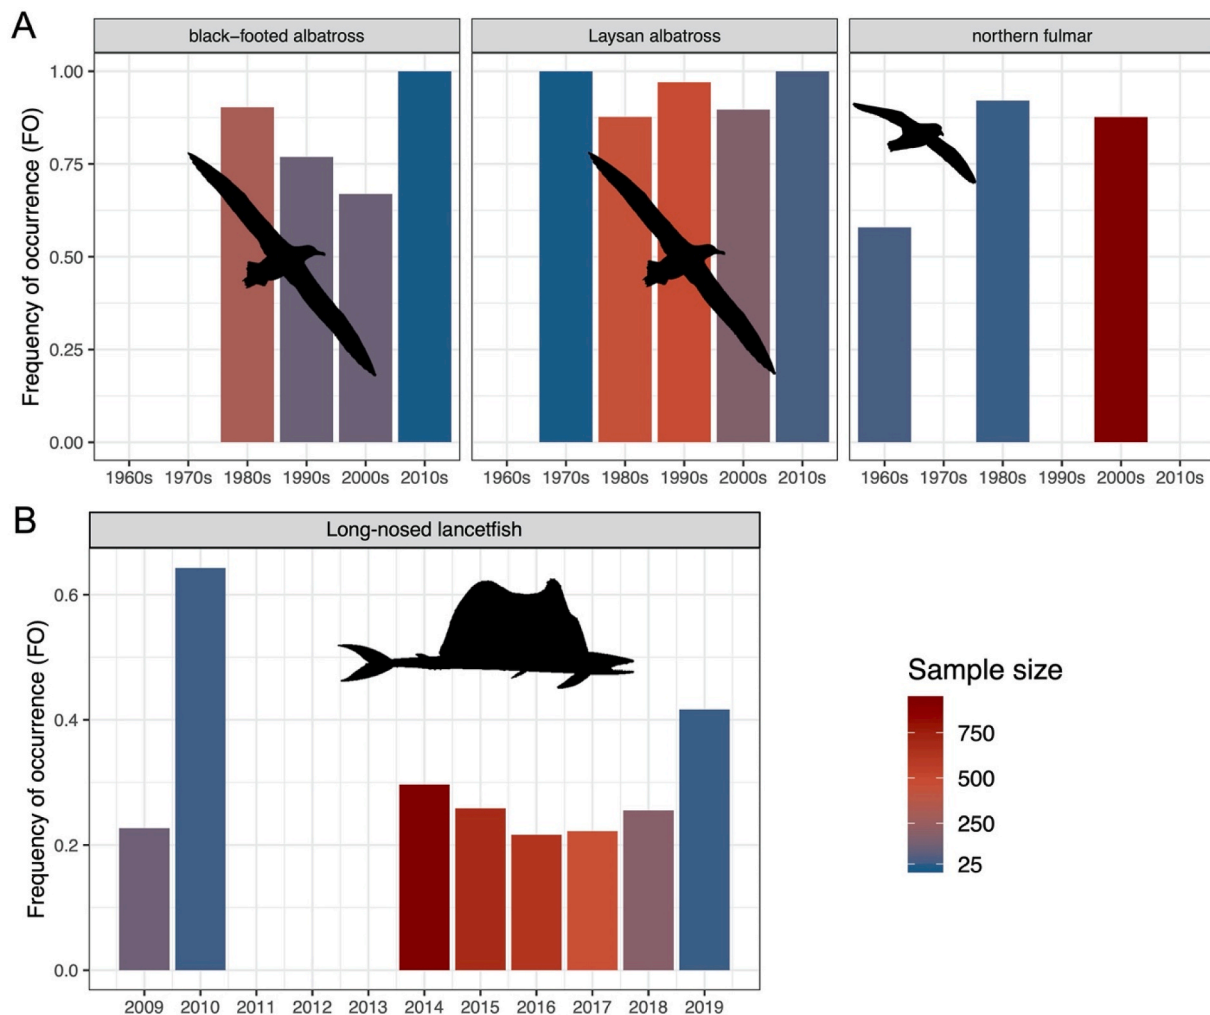 A
black−footed albatross
Laysan albatross
northern fulmar
Frequency of occurrence (FO)
1.00
0.75
0.50
0.25
0.00
1960s 1970s 1980s 1990s 2000s 2010s
1960s 1970s 1980s 1990s 2000s 2010s
1960s 1970s 1980s 1990s 2000s 2010s
B
Long-nosed lancetfish
Frequency of occurrence (FO)
0.6
0.4
0.2
0.0
2009 2010 2011 2012 2013 2014 2015 2016 2017 2018 2019
Sample size
750
500
250
25